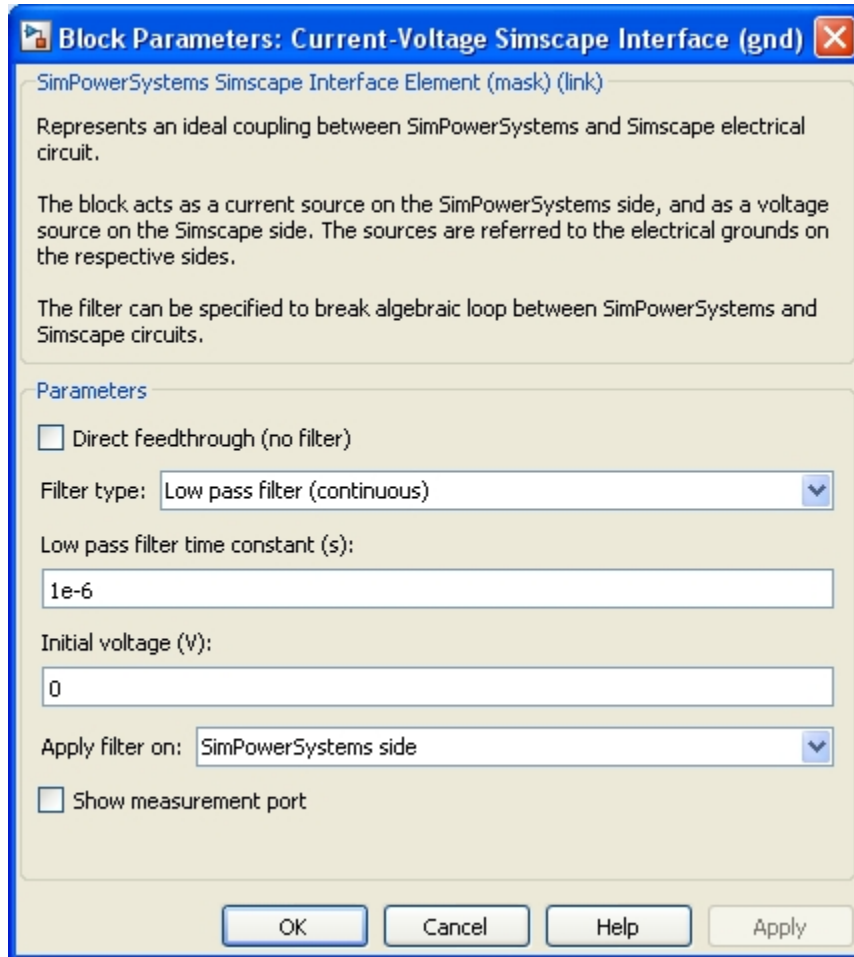 Block Parameters: Current-Voltage Simscape Interface (gnd)
SimPowerSystems Simscape Interface Element (mask) (link)
Represents an ideal coupling between SimPowerSystems and Simscape electrical
circuit.
The block acts as a current source on the SimPowerSystems side, and as a voltage
source on the Simscape side. The sources are referred to the electrical grounds on
the respective sides.
The filter can be specified to break algebraic loop between SimPowerSystems and
Simscape circuits.
Parameters
Direct feedthrough (no filter)
Filter type: Low pass filter (continuous)
Low pass filter time constant (s):
1e-6
Initial voltage (V):
0
Apply filter on: SimPowerSystems side
Show measurement port
OK Cancel Help Apply